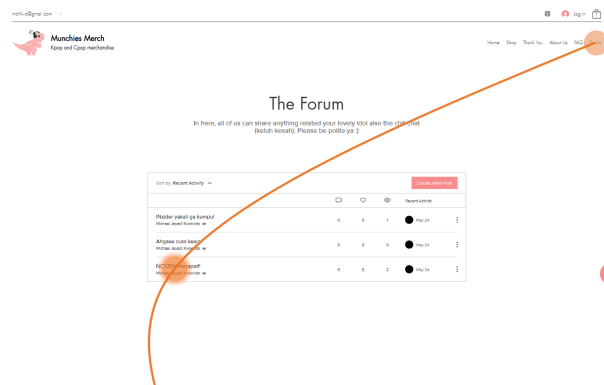 Log In
1
Munchies Merch
Kpop and Cpop merchandise
Home Shop Thank You About Us FAQ
The Forum
In here, all of us can share anything related your lovely idol also the chit chat
(keluh kesah). Please be polite ya :)
Sort by: Recent Activity
Create New Post
Recent Activity
INsider yakali ga kumpul
0 0 1 May 24
Ahgase cuss kesini
0 0 0 May 24
0 0 2 May 24